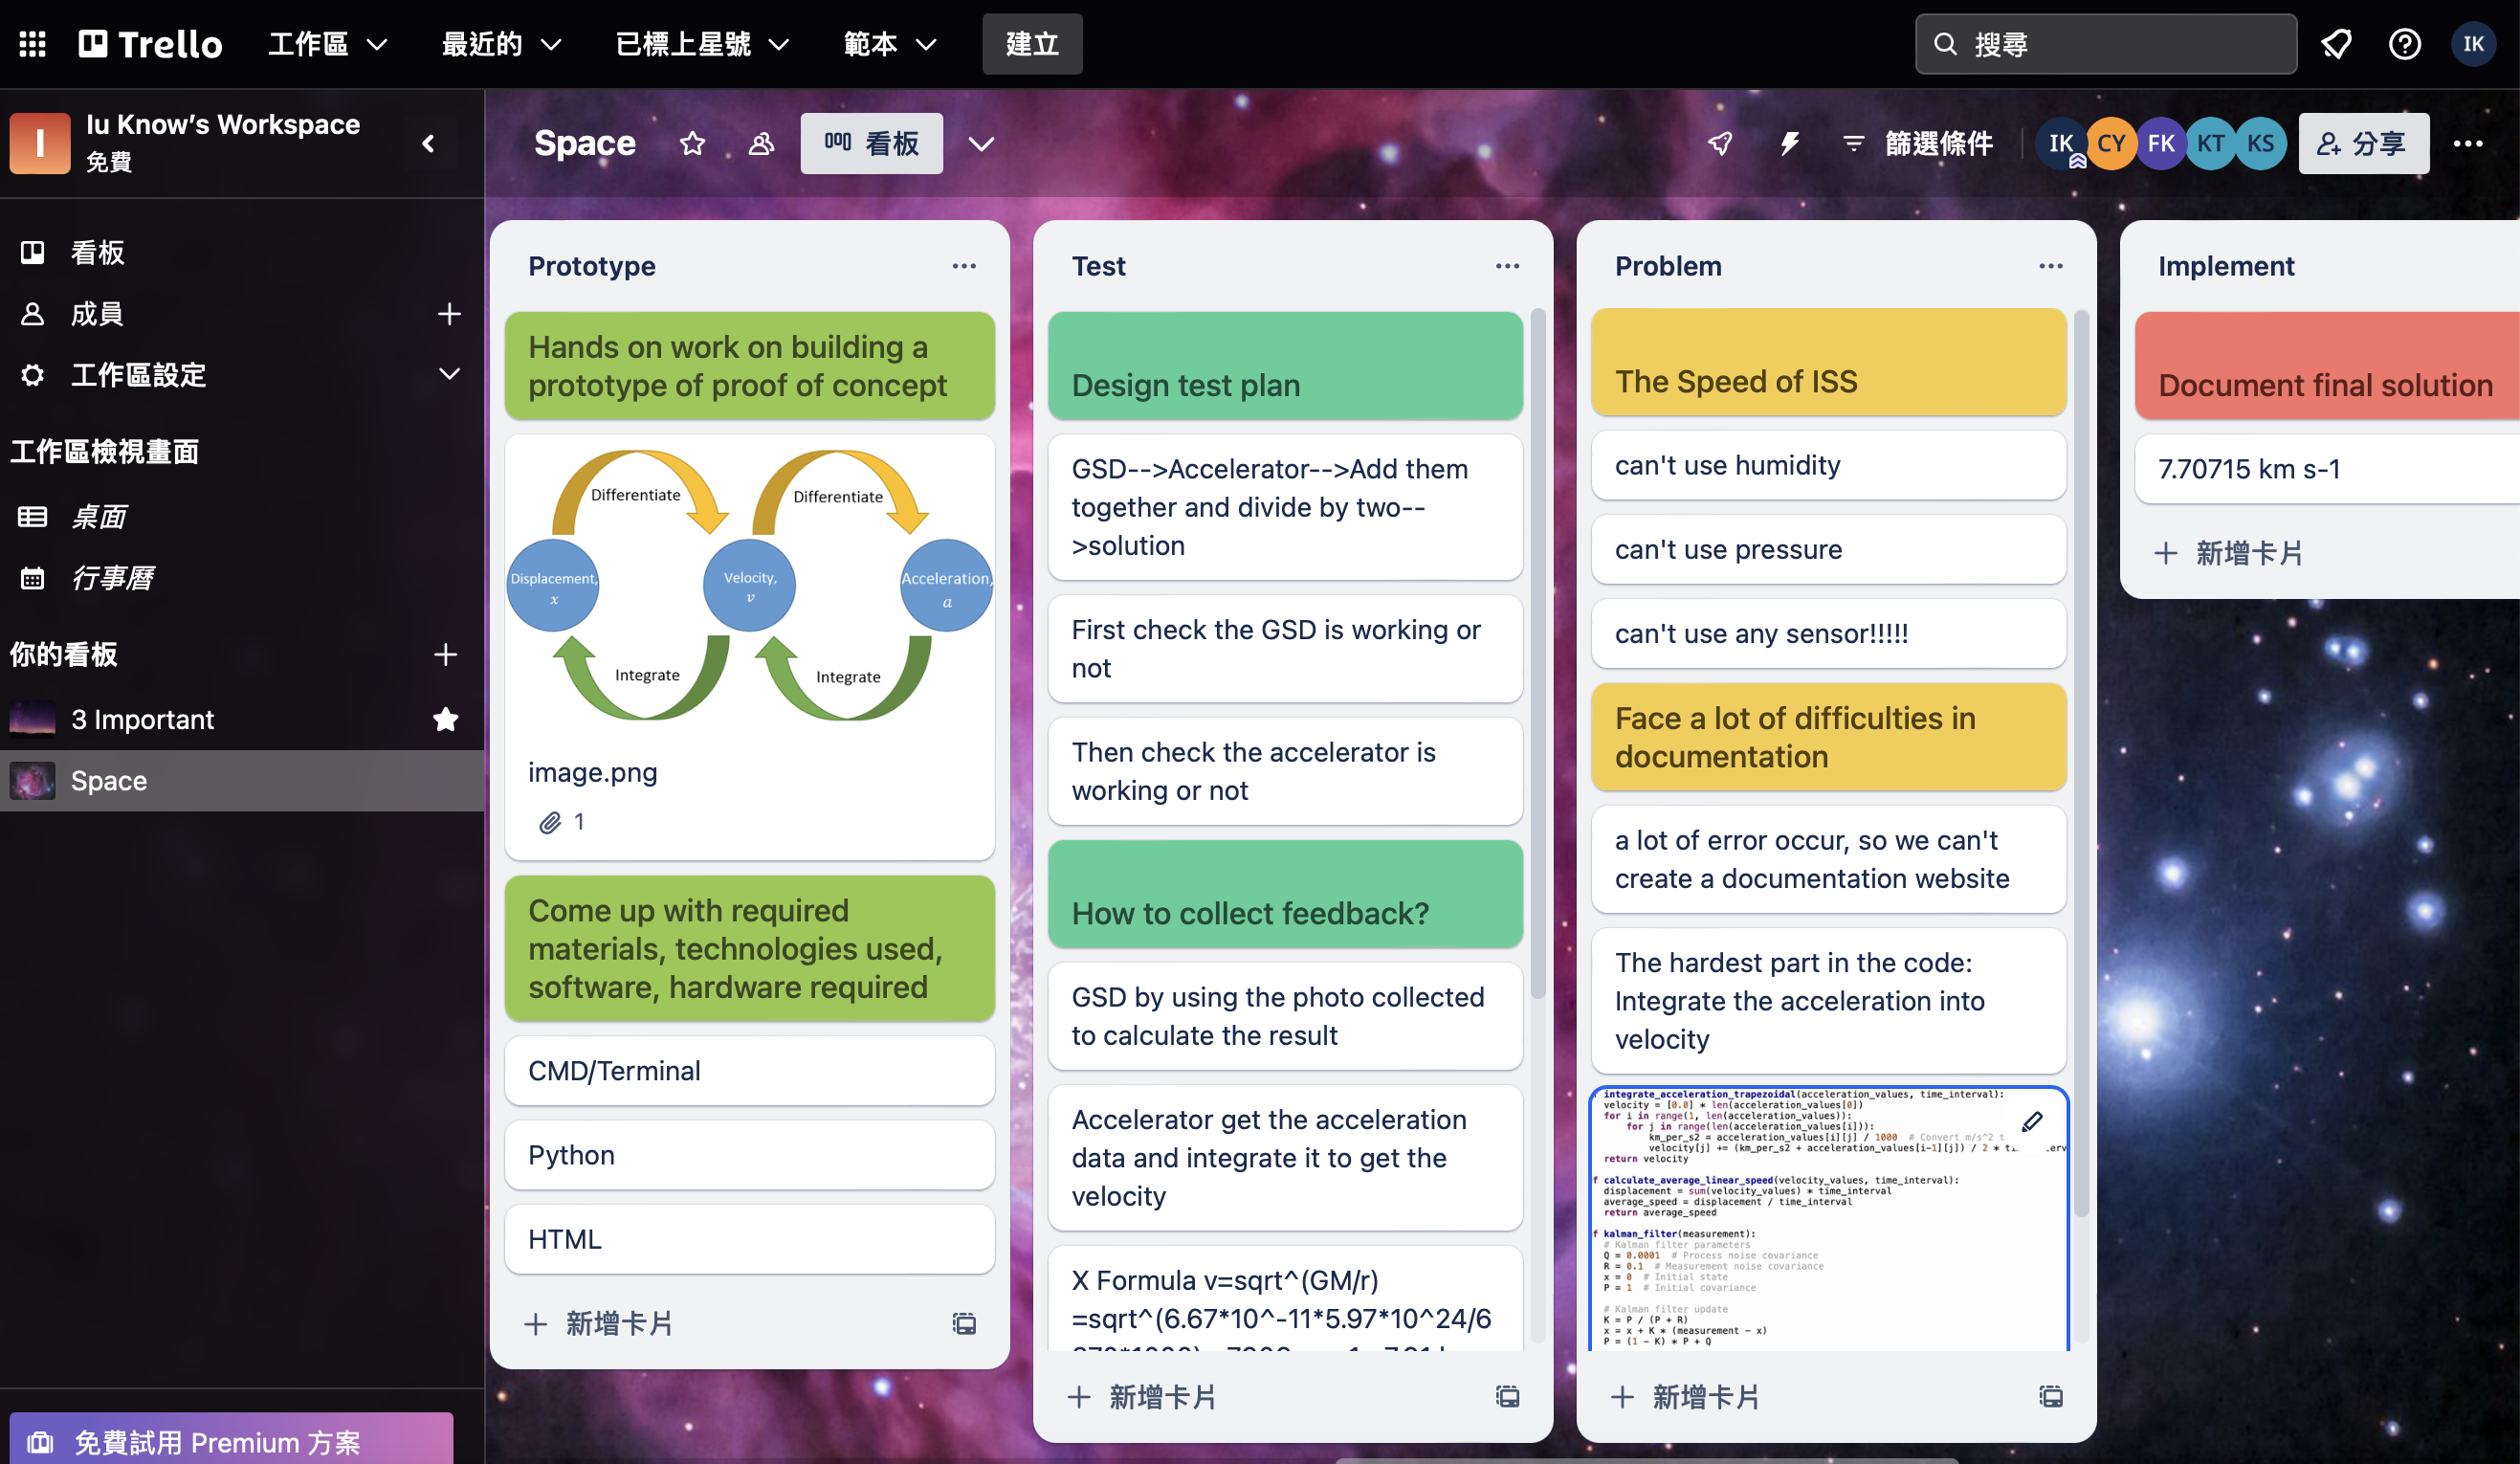 Trello
工作區
最近的
已標上星號
範本
建立
搜尋
IK
I
Iu Know's Workspace
免費
看板
成員
工作區設定
工作區檢視畫面
桌面
行事曆
你的看板
3 Important
Space
免費試用 Premium 方案
Space
看板
篩選條件
IK
CY
FK
KT
KS
分享
Prototype
Hands on work on building a
prototype of proof of concept
Differentiate
Differentiate
Displacement,
x
Velocity,
v
Acceleration,
a
Integrate
Integrate
image.png
1
Come up with required
materials, technologies used,
software, hardware required
CMD/Terminal
Python
HTML
新增卡片
Test
Design test plan
GSD-->Accelerator-->Add them
together and divide by two--
>solution
First check the GSD is working or
not
Then check the accelerator is
working or not
How to collect feedback?
GSD by using the photo collected
to calculate the result
Accelerator get the acceleration
data and integrate it to get the
velocity
X Formula v=sqrt^(GM/r)
=sqrt^(6.67*10^-11*5.97*10^24/6
新增卡片
Problem
The Speed of ISS
can't use humidity
can't use pressure
can't use any sensor!!!!!
Face a lot of difficulties in
documentation
a lot of error occur, so we can't
create a documentation website
The hardest part in the code:
Integrate the acceleration into
velocity
integrate_acceleration_trapezoidal(acceleration_values, time_interval):
velocity = [0.0] * len(acceleration_values[0])
for i in range(1, len(acceleration_values)):
for j in range(len(acceleration_values[i])):
km_per_s2 = acceleration_values[i][j] / 1000 # Convert m/s^2 t
velocity[j] += (km_per_s2 + acceleration_values[i-1][j]) / 2 *
return velocity
f calculate_average_linear_speed(velocity_values, time_interval):
displacement = sum(velocity_values) * time_interval
average_speed = displacement / time_interval
return average_speed
f kalman_filter(measurement):
# Kalman filter parameters
Q = 0.0001 # Process noise covariance
R = 0.1 # Measurement noise covariance
x = 0 # Initial state
P = 1 # Initial covariance
# Kalman filter update
K = P / (P + R)
x = x + K * (measurement - x)
P = (1 - K) * P + Q
新增卡片
Implement
Document final solution
7.70715 km s-1
新增卡片